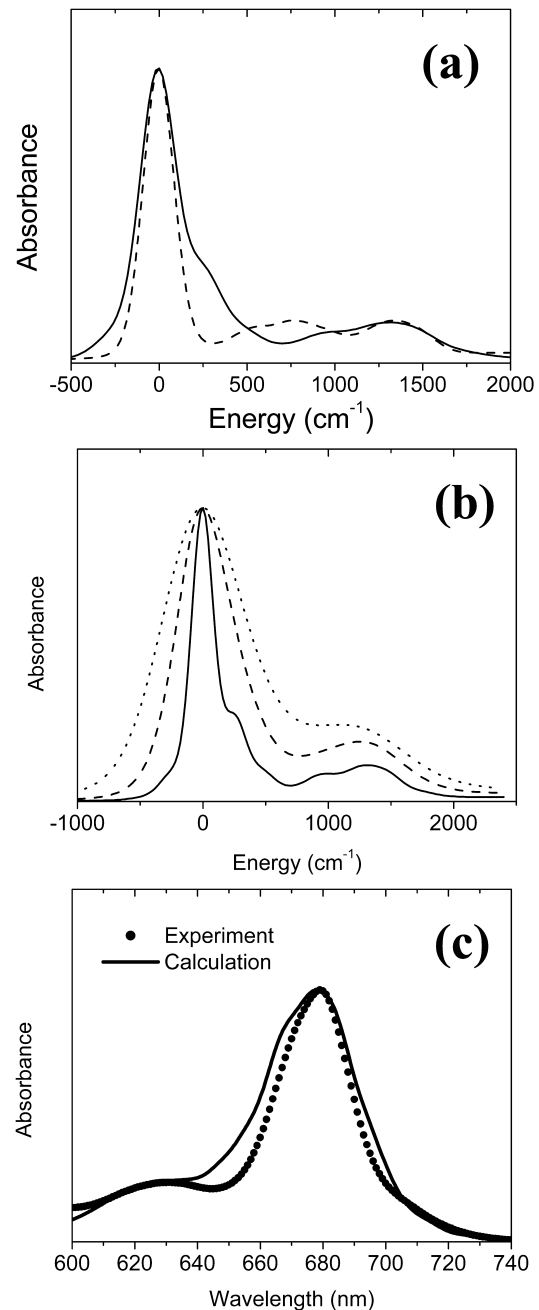 (a)
Absorbance
-500 0 500 1000 1500 2000
Energy (cm⁻¹)
(b)
Absorbance
-1000 0 1000 2000
Energy (cm⁻¹)
(c)
Experiment
Calculation
Absorbance
600 620 640 660 680 700 720 740
Wavelength (nm)